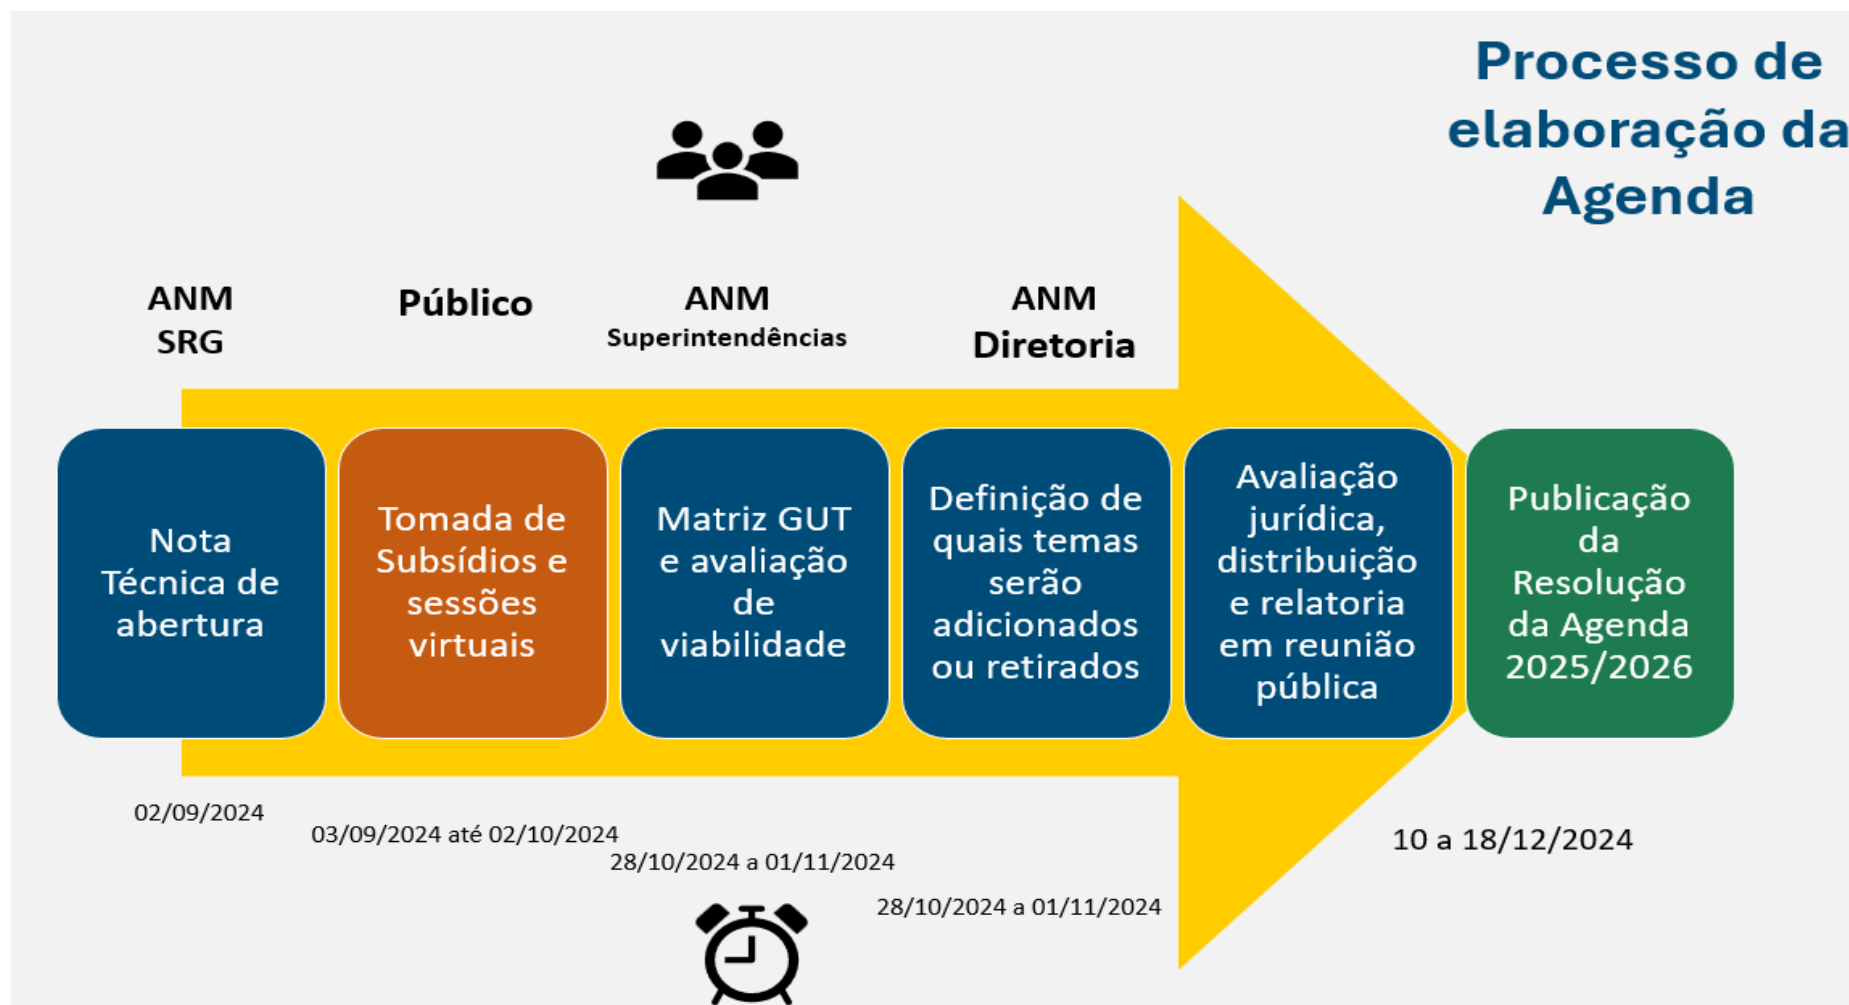 Processo de
elaboração da
Agenda
ANM
SRG
Público
ANM
Superintendências
ANM
Diretoria
Nota
Técnica de
abertura
Tomada de
Subsídios e
sessões
virtuais
Matriz GUT
e avaliação
de
viabilidade
Definição de
quais temas
serão
adicionados
ou retirados
Avaliação
jurídica,
distribuição
e relatoria
em reunião
pública
Publicação
da
Resolução
da Agenda
2025/2026
02/09/2024
03/09/2024 até 02/10/2024
28/10/2024 a 01/11/2024
28/10/2024 a 01/11/2024
10 a 18/12/2024